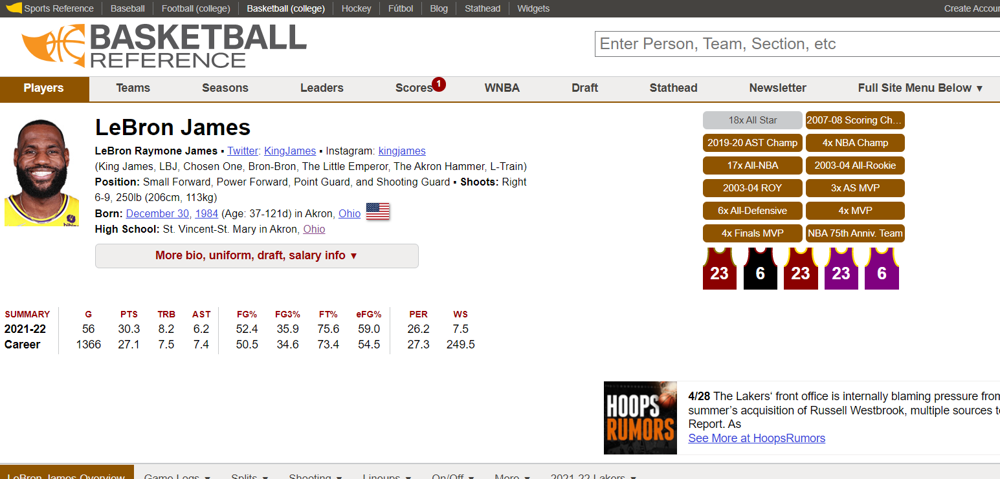 Sports Reference Baseball Football (college) Basketball (college) Hockey Fútbol Blog Stathead Widgets Create Accoun
BASKETBALL
REFERENCE
Enter Person, Team, Section, etc
Players Teams Seasons Leaders Scores 1 WNBA Draft Stathead Newsletter Full Site Menu Below ▼
LeBron James
LeBron Raymone James ▪ Twitter: KingJames ▪ Instagram: kingjames
(King James, LBJ, Chosen One, Bron-Bron, The Little Emperor, The Akron Hammer, L-Train)
Position: Small Forward, Power Forward, Point Guard, and Shooting Guard ▪ Shoots: Right
6-9, 250lb (206cm, 113kg)
Born: December 30, 1984 (Age: 37-121d) in Akron, Ohio
High School: St. Vincent-St. Mary in Akron, Ohio
More bio, uniform, draft, salary info ▼
18x All Star 2007-08 Scoring Ch...
2019-20 AST Champ 4x NBA Champ
17x All-NBA 2003-04 All-Rookie
2003-04 ROY 3x AS MVP
6x All-Defensive 4x MVP
4x Finals MVP NBA 75th Anniv. Team
23 6 23 23 6
SUMMARY G PTS TRB AST FG% FG3% FT% eFG% PER WS
2021-22 56 30.3 8.2 6.2 52.4 35.9 75.6 59.0 26.2 7.5
Career 1366 27.1 7.5 7.4 50.5 34.6 73.4 54.5 27.3 249.5
HOOPS
RUMORS
4/28 The Lakers‘ front office is internally blaming pressure from
summer’s acquisition of Russell Westbrook, multiple sources to
Report. As
See More at HoopsRumors
LeBron James Overview Game Logs ▼ Splits ▼ Shooting ▼ Lineups ▼ On/Off ▼ More ▼ 2021-22 Lakers ▼